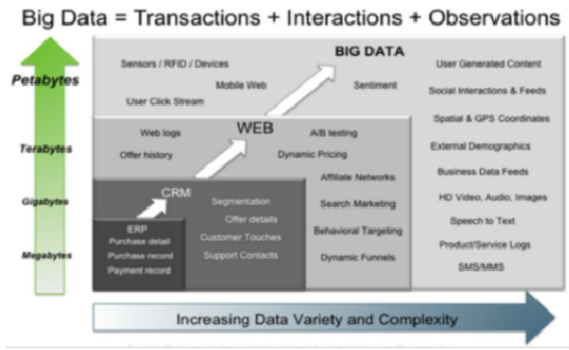 Big Data = Transactions + Interactions + Observations
Petabytes
Terabytes
Gigabytes
Megabytes
BIG DATA
Sensors / RFID / Devices
Mobile Web
Sentiment
User Click Stream
User Generated Content
Social Interactions & Feeds
Spatial & GPS Coordinates
External Demographics
Business Data Feeds
HD Video, Audio, Images
Speech to Text
Product/Service Logs
SMS/MMS
WEB
Web logs
Offer history
A/B testing
Dynamic Pricing
Affiliate Networks
Search Marketing
Behavioral Targeting
Dynamic Funnels
CRM
Segmentation
Offer details
Customer Touches
Support Contacts
ERP
Purchase detail
Purchase record
Payment record
Increasing Data Variety and Complexity